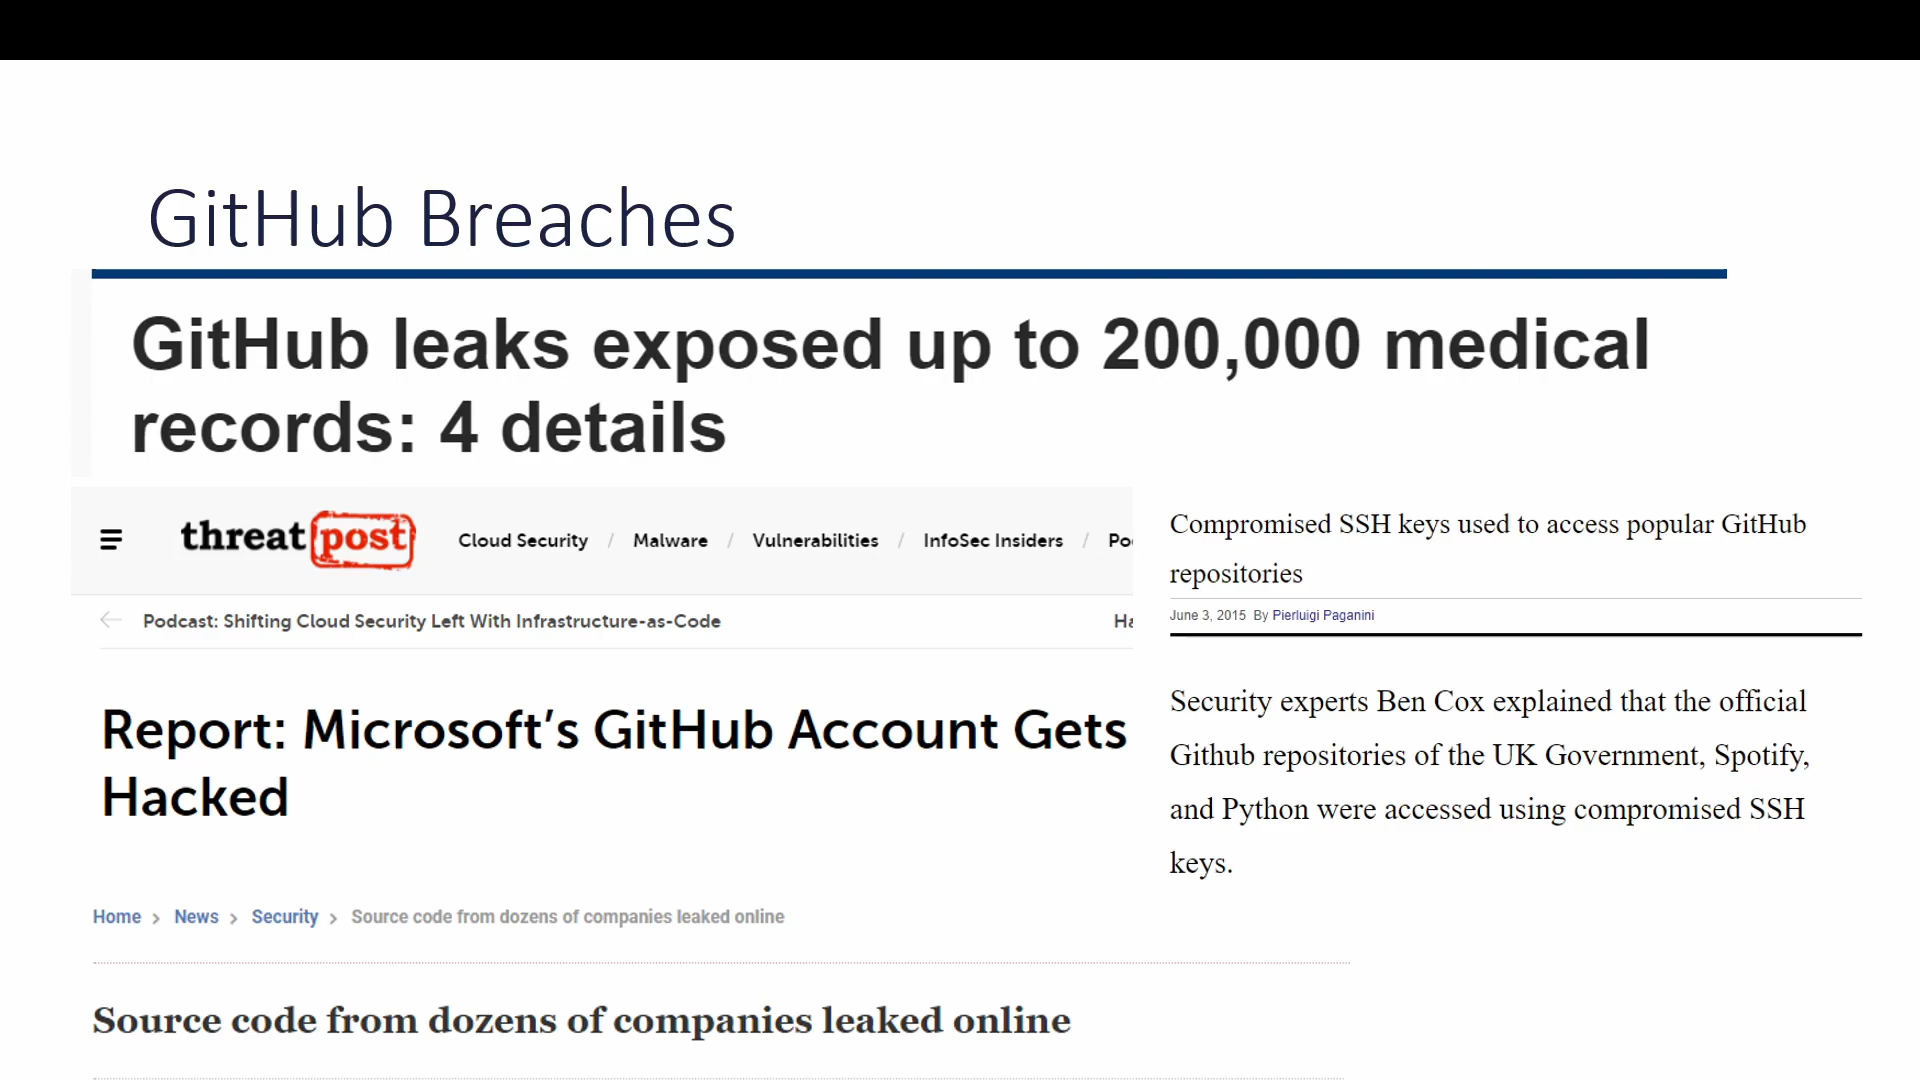 GitHub Breaches
GitHub leaks exposed up to 200,000 medical
records: 4 details
threatpost
Cloud Security / Malware / Vulnerabilities / InfoSec Insiders /
Podcast: Shifting Cloud Security Left With Infrastructure-as-Code
Report: Microsoft’s GitHub Account Gets
Hacked
Compromised SSH keys used to access popular GitHub
repositories
June 3, 2015 By Pierluigi Paganini
Security experts Ben Cox explained that the official
Github repositories of the UK Government, Spotify,
and Python were accessed using compromised SSH
keys.
Home > News > Security > Source code from dozens of companies leaked online
Source code from dozens of companies leaked online